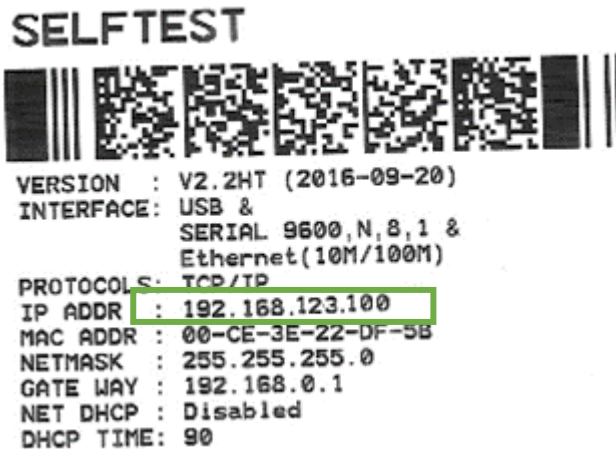 SELFTEST
VERSION : V2.2HT (2016-09-20)
INTERFACE: USB &
SERIAL 9600,N,8,1 &
Ethernet(10M/100M)
PROTOCOLS: TCP/IP
IP ADDR : 192.168.123.100
MAC ADDR : 00-CE-3E-22-DF-5B
NETMASK : 255.255.255.0
GATE WAY : 192.168.0.1
NET DHCP : Disabled
DHCP TIME: 90